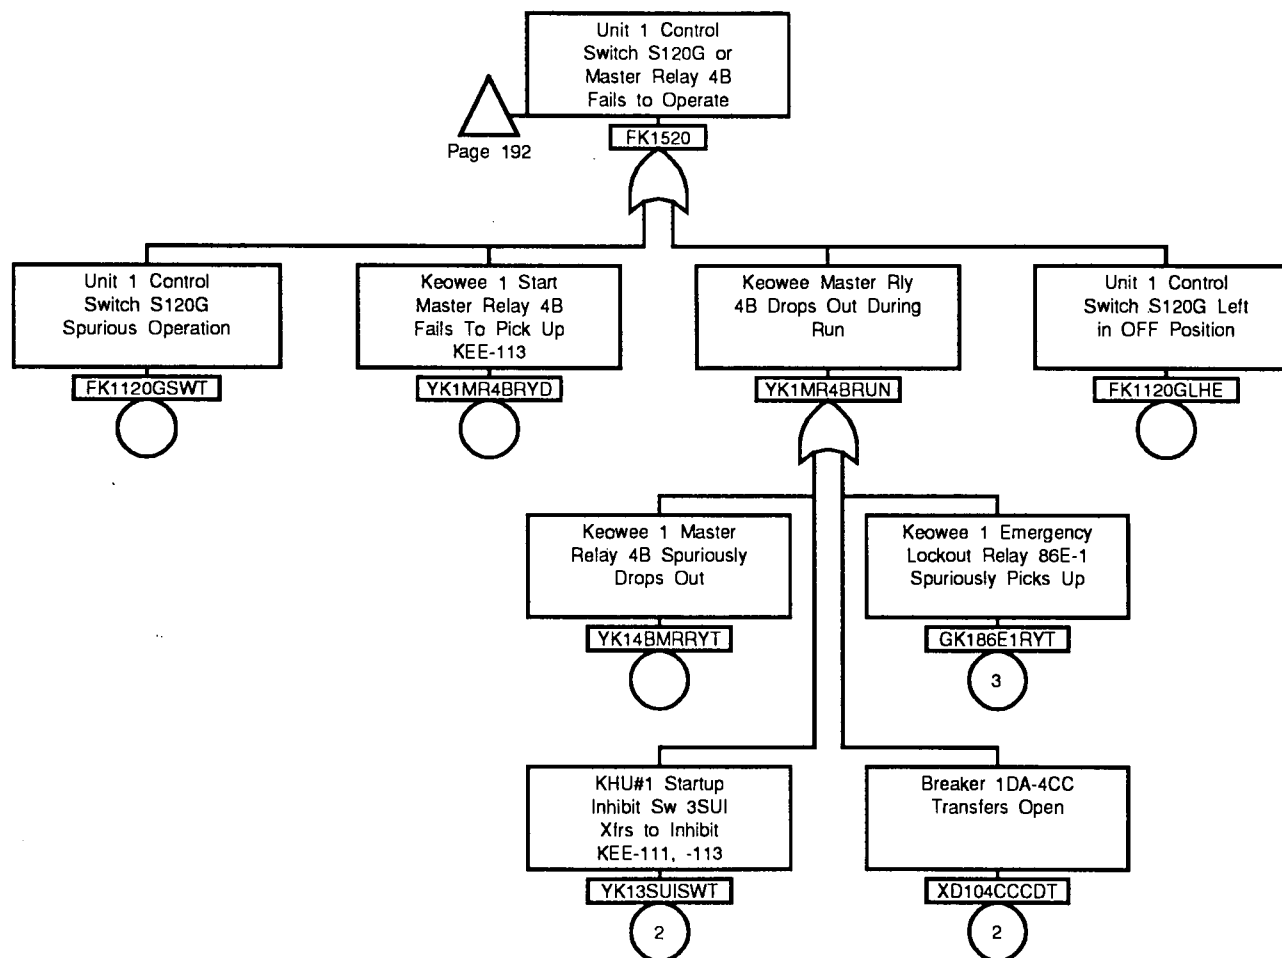 Unit 1 Control
Switch S120G or
Master Relay 4B
Fails to Operate
Page 192
FK1520
Unit 1 Control
Switch S120G
Spurious Operation
FK1120GSWT
Keowee 1 Start
Master Relay 4B
Fails To Pick Up
KEE-113
YK1MR4BRYD
Keowee Master Rly
4B Drops Out During
Run
YK1MR4BRUN
Unit 1 Control
Switch S120G Left
in OFF Position
FK1120GLHE
Keowee 1 Master
Relay 4B Spuriously
Drops Out
YK14BMRRYT
Keowee 1 Emergency
Lockout Relay 86E-1
Spuriously Picks Up
GK186E1RYT
3
KHU#1 Startup
Inhibit Sw 3SUI
Xfrs to Inhibit
KEE-111, -113
YK13SUISWT
2
Breaker 1DA-4CC
Transfers Open
XD104CCCDT
2